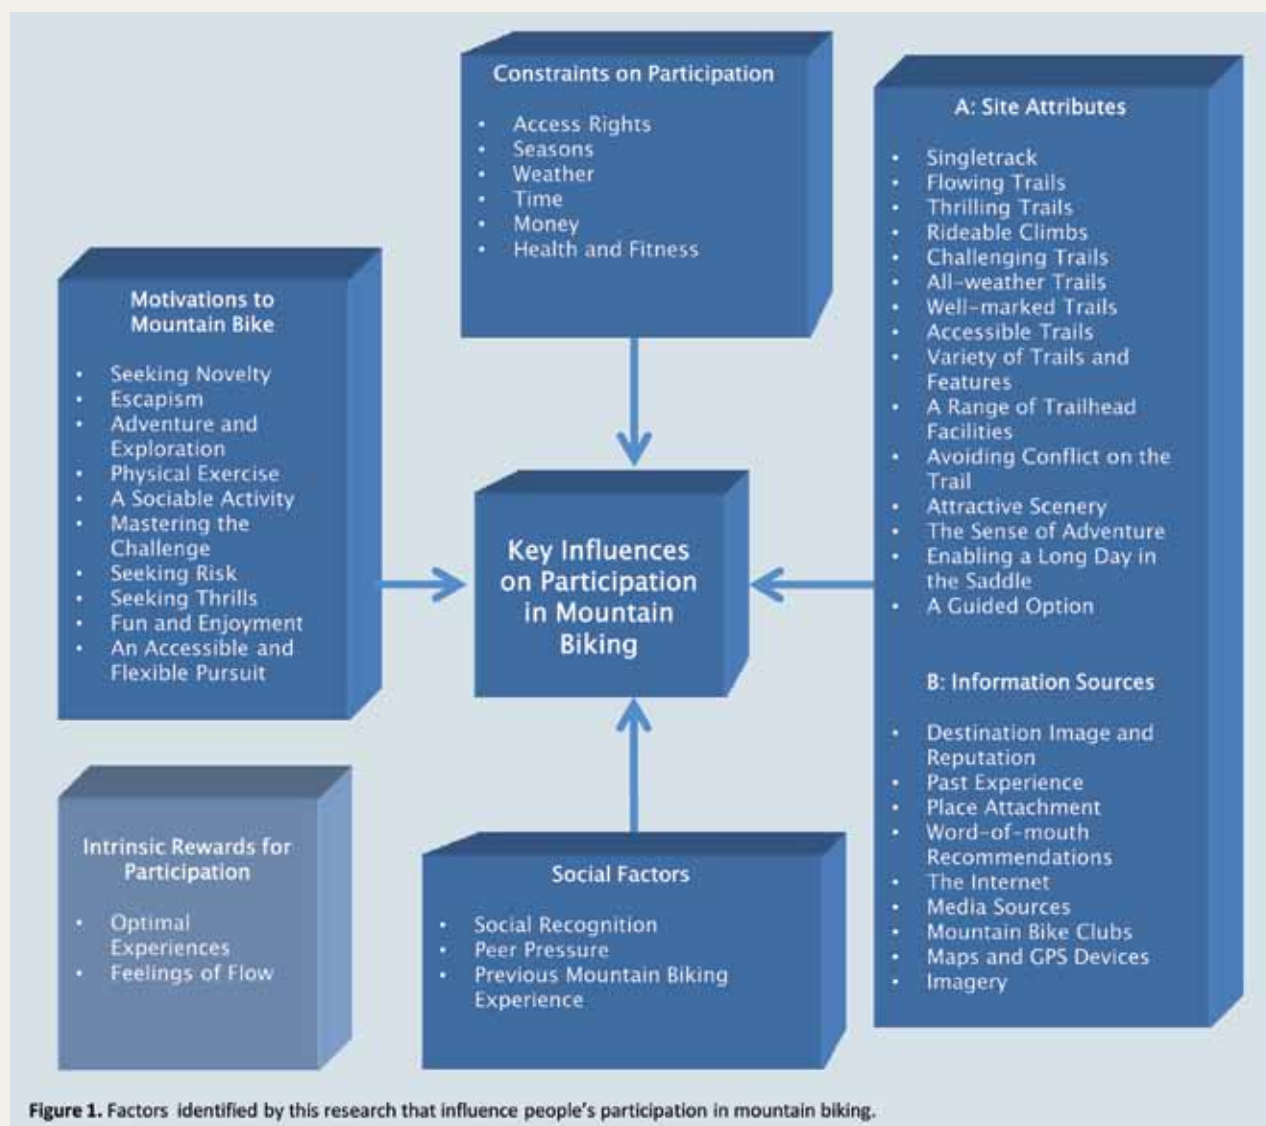 Constraints on Participation
• Access Rights
• Seasons
• Weather
• Time
• Money
• Health and Fitness
A: Site Attributes
• Singletrack
• Flowing Trails
• Thrilling Trails
• Rideable Climbs
• Challenging Trails
• All-weather Trails
• Well-marked Trails
• Accessible Trails
• Variety of Trails and
Features
• A Range of Trailhead
Facilities
• Avoiding Conflict on the
Trail
• Attractive Scenery
• The Sense of Adventure
• Enabling a Long Day in
the Saddle
• A Guided Option
B: Information Sources
• Destination Image and
Reputation
• Past Experience
• Place Attachment
• Word-of-mouth
Recommendations
• The Internet
• Media Sources
• Mountain Bike Clubs
• Maps and GPS Devices
• Imagery
Motivations to
Mountain Bike
• Seeking Novelty
• Escapism
• Adventure and
Exploration
• Physical Exercise
• A Sociable Activity
• Mastering the
Challenge
• Seeking Risk
• Seeking Thrills
• Fun and Enjoyment
• An Accessible and
Flexible Pursuit
Key Influences
on Participation
in Mountain
Biking
Intrinsic Rewards for
Participation
• Optimal
Experiences
• Feelings of Flow
Social Factors
• Social Recognition
• Peer Pressure
• Previous Mountain Biking
Experience
Figure 1. Factors identified by this research that influence people's participation in mountain biking.